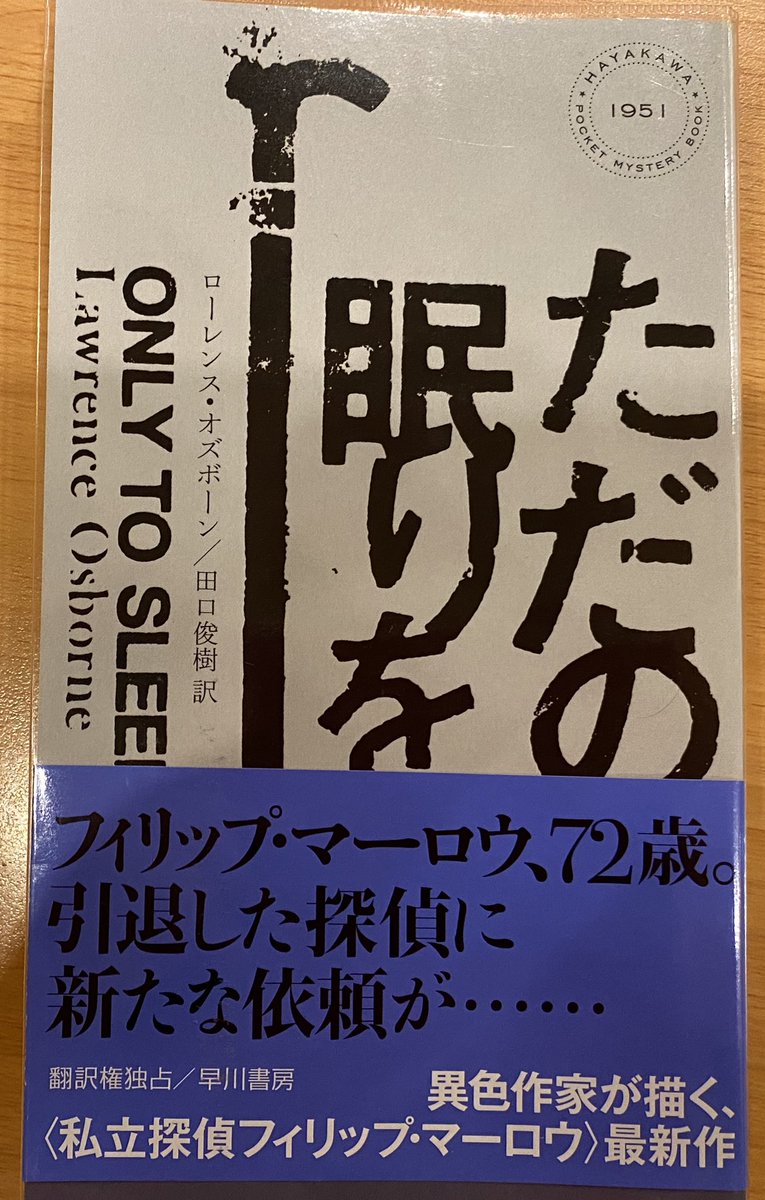 HAYAKAWA
1951
POCKET MYSTERY BOOK
ただの
眠りを
ローレンス・オズボーン/田口俊樹 訳
ONLY TO SLEEP
Lawrence Osborne
フィリップ・マーロウ、72歳。
引退した探偵に
新たな依頼が……
翻訳権独占/早川書房
異色作家が描く、
〈私立探偵フィリップ・マーロウ〉最新作